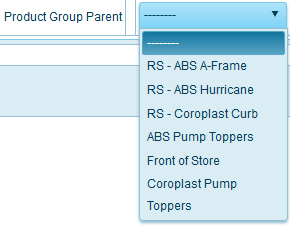 Product Group Parent
--------
--------
RS - ABS A-Frame
RS - ABS Hurricane
RS - Coroplast Curb
ABS Pump Toppers
Front of Store
Coroplast Pump
Toppers